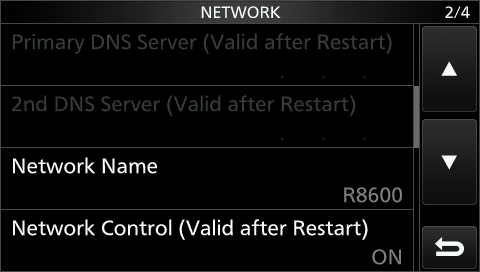 NETWORK 2/4
Primary DNS Server (Valid after Restart)
. . .
2nd DNS Server (Valid after Restart)
. . .
Network Name
R8600
Network Control (Valid after Restart)
ON